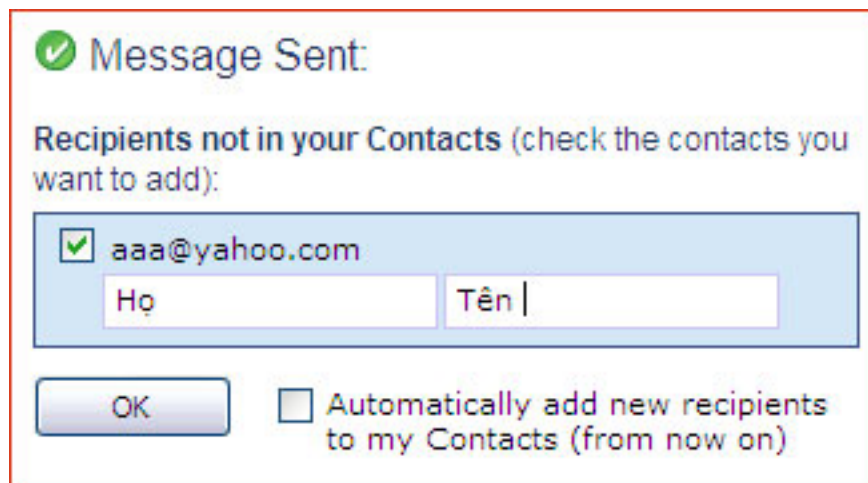 Message Sent:
Recipients not in your Contacts (check the contacts you
want to add):
aaa@yahoo.com
Họ Tên
OK Automatically add new recipients
to my Contacts (from now on)